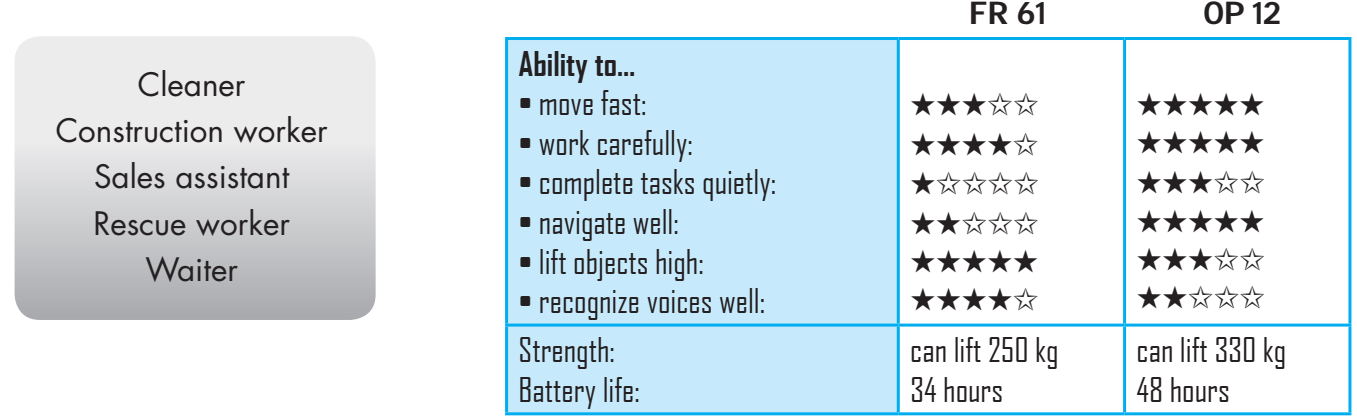 Cleaner
Construction worker
Sales assistant
Rescue worker
Waiter
FR 61 OP 12
Ability to...
▪ move fast: ★★★☆☆ ★★★★★
▪ work carefully: ★★★★☆ ★★★★★
▪ complete tasks quietly: ★☆☆☆☆ ★★★☆☆
▪ navigate well: ★★☆☆☆ ★★★★★
▪ lift objects high: ★★★★★ ★★★☆☆
▪ recognize voices well: ★★★★☆ ★★☆☆☆
Strength: can lift 250 kg can lift 330 kg
Battery life: 34 hours 48 hours